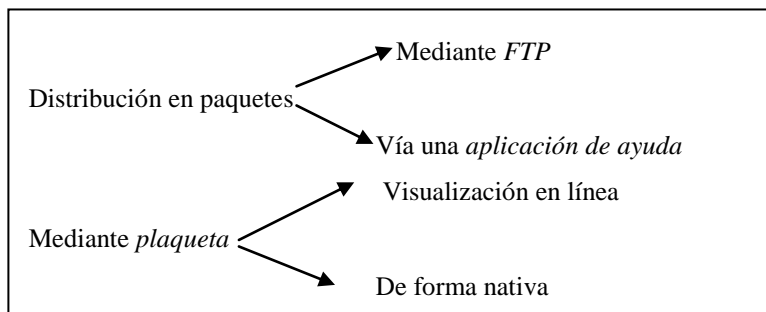 Mediante FTP
Distribución en paquetes
Vía una aplicación de ayuda
Visualización en línea
Mediante plaqueta
De forma nativa